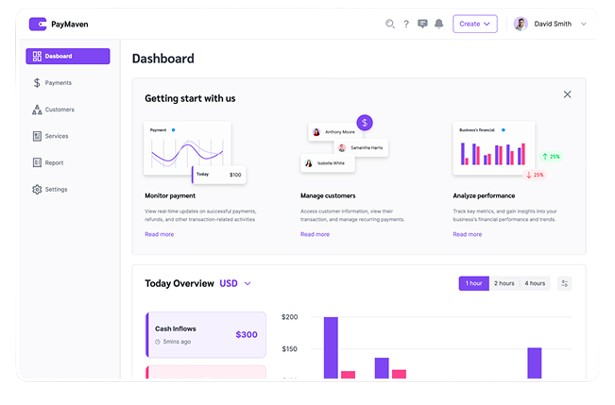 PayMaven
?
Create
David Smith
Dasboard
Payments
Customers
Services
Report
Settings
Dashboard
Getting start with us
Payment
Today $100
Monitor payment
View real-time updates on successful payments,
refunds, and other transaction-related activities
Read more
$
Anthony Moore
Samantha Harris
Isabelle White
Manage customers
Access customer information, view their
transaction, and manage recurring payments.
Read more
Business's Financial
25%
25%
Analyze performance
Track key metrics, and gain insights into your
business's financial performance and trends.
Read more
Today Overview USD
1 hour 2 hours 4 hours
Cash Inflows
5mins ago
$300
$200
$150